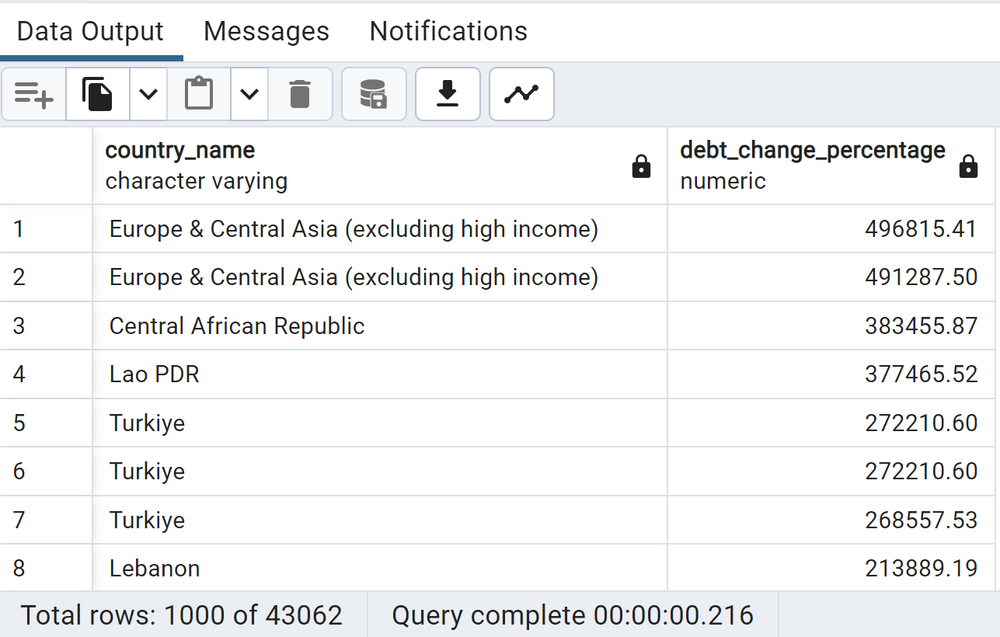 Data Output Messages Notifications
country_name debt_change_percentage
character varying numeric
1 Europe & Central Asia (excluding high income) 496815.41
2 Europe & Central Asia (excluding high income) 491287.50
3 Central African Republic 383455.87
4 Lao PDR 377465.52
5 Turkiye 272210.60
6 Turkiye 272210.60
7 Turkiye 268557.53
8 Lebanon 213889.19
Total rows: 1000 of 43062 Query complete 00:00:00.216